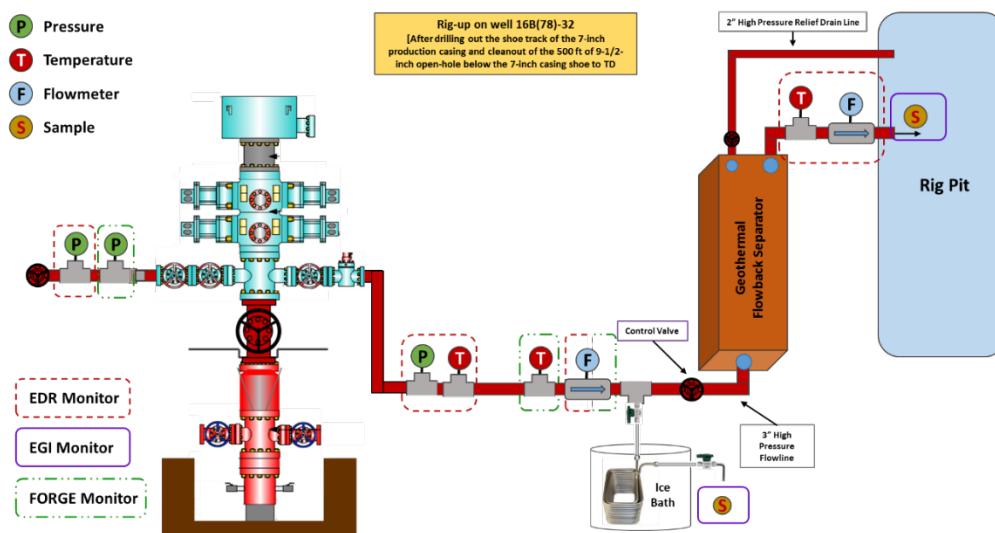 P Pressure
T Temperature
F Flowmeter
S Sample
Rig-up on well 16B(78)-32
[After drilling out the shoe track of the 7-inch
production casing and cleanout of the 500 ft of 9-1/2-
inch open-hole below the 7-inch casing shoe to TD
2” High Pressure Relief Drain Line
T
F
S
Rig Pit
Geothermal
Flowback Separator
P
P
Control Valve
P
T
T
F
EDR Monitor
EGI Monitor
FORGE Monitor
3” High
Pressure
Flowline
Ice
Bath
S